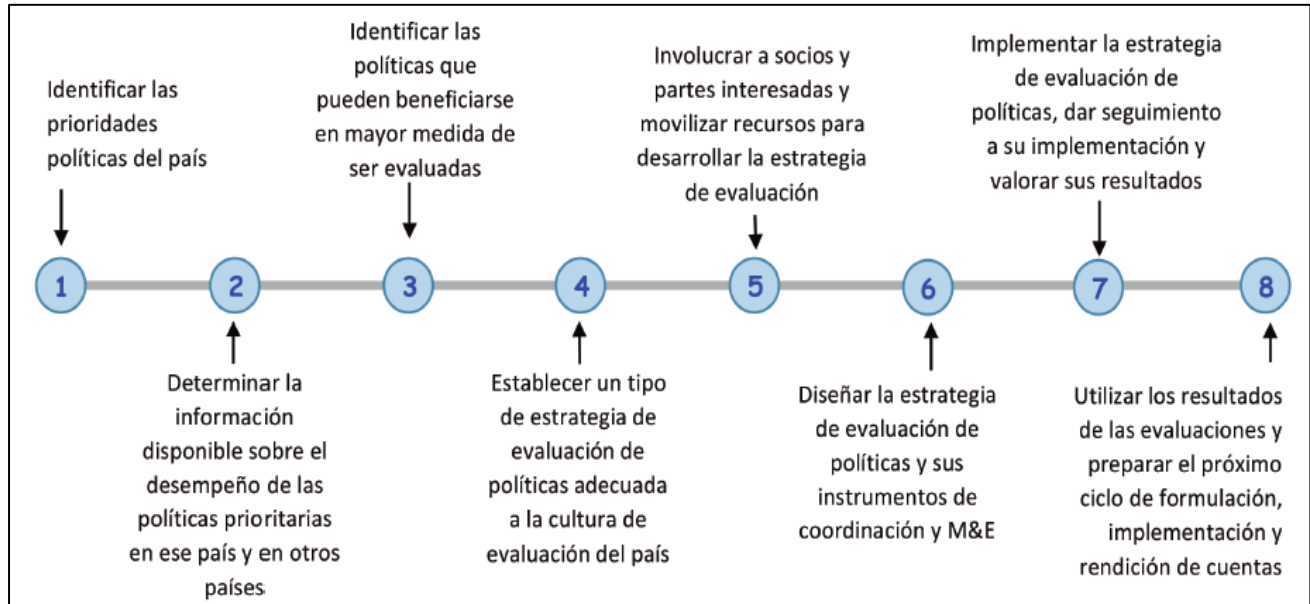 Identificar las
prioridades
políticas del país
Identificar las
políticas que
pueden beneficiarse
en mayor medida de
ser evaluadas
Involucrar a socios y
partes interesadas y
movilizar recursos para
desarrollar la estrategia
de evaluación
Implementar la estrategia
de evaluación de
políticas, dar seguimiento
a su implementación y
valorar sus resultados
1
2
3
4
5
6
7
8
Determinar la
información
disponible sobre el
desempeño de las
políticas prioritarias
en ese país y en otros
países.
Establecer un tipo
de estrategia de
evaluación de
políticas adecuada
a la cultura de
evaluación del país
Diseñar la estrategia
de evaluación de
políticas y sus
instrumentos de
coordinación y M&E
Utilizar los resultados
de las evaluaciones y
preparar el próximo
ciclo de formulación,
implementación y
rendición de cuentas